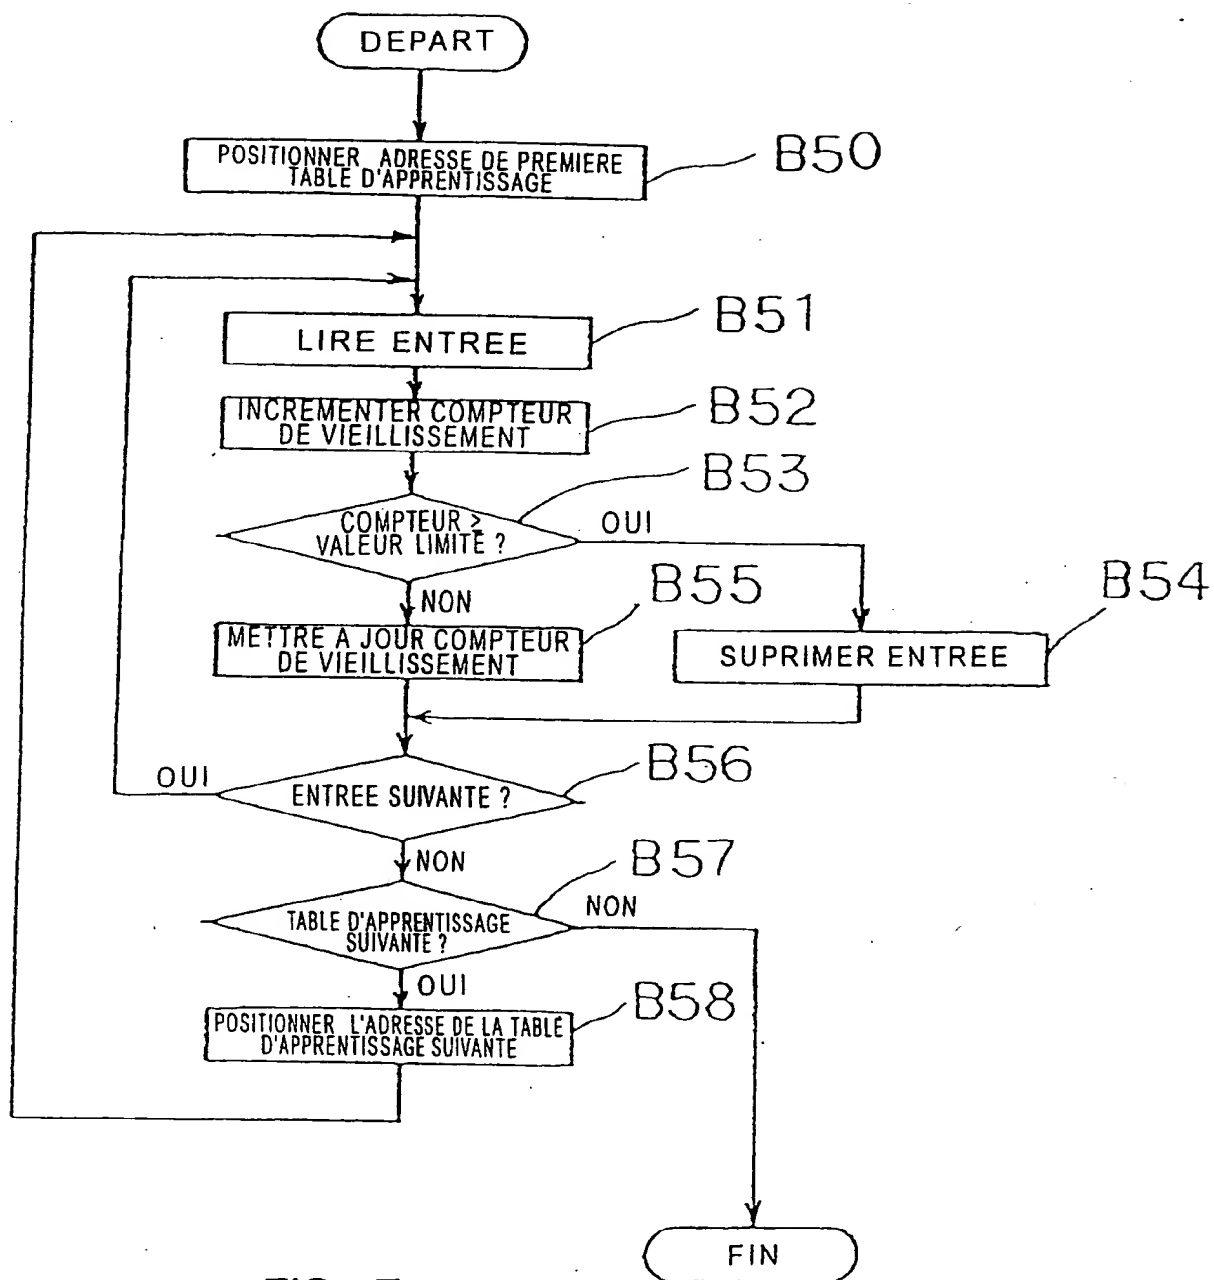 DEPART
POSITIONNER ADRESSE DE PREMIERE
TABLE D'APPRENTISSAGE
B50
LIRE ENTREE
B51
INCREMENTER COMPTEUR
DE VIEILLISSEMENT
B52
B53
COMPTEUR ≥
VALEUR LIMITE ?
OUI
NON
B55
B54
METTRE A JOUR COMPTEUR
DE VIEILLISSEMENT
SUPRIMER ENTREE
B56
OUI
ENTREE SUIVANTE ?
NON
B57
NON
TABLE D'APPRENTISSAGE
SUIVANTE ?
OUI
B58
POSITIONNER L'ADRESSE DE LA TABLE
D'APPRENTISSAGE SUIVANTE
FIN